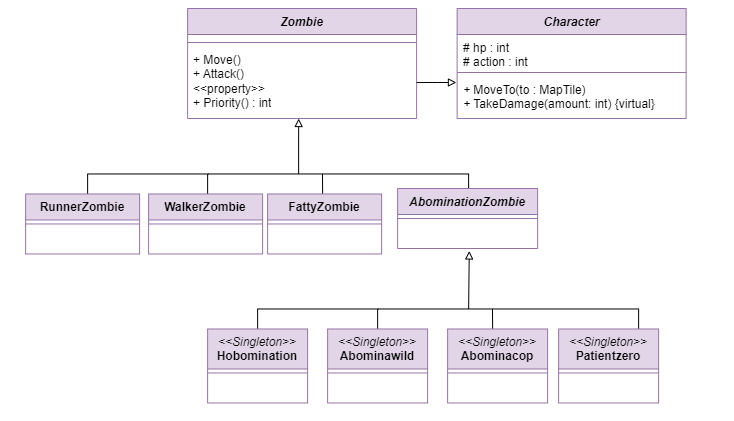 Zombie
+ Move()
+ Attack()
<<property>>
+ Priority() : int
Character
# hp : int
# action : int
+ MoveTo(to : MapTile)
+ TakeDamage(amount: int) {virtual}
RunnerZombie
WalkerZombie
FattyZombie
AbominationZombie
<<Singleton>>
Hobomination
<<Singleton>>
Abominawild
<<Singleton>>
Abominacop
<<Singleton>>
Patientzero